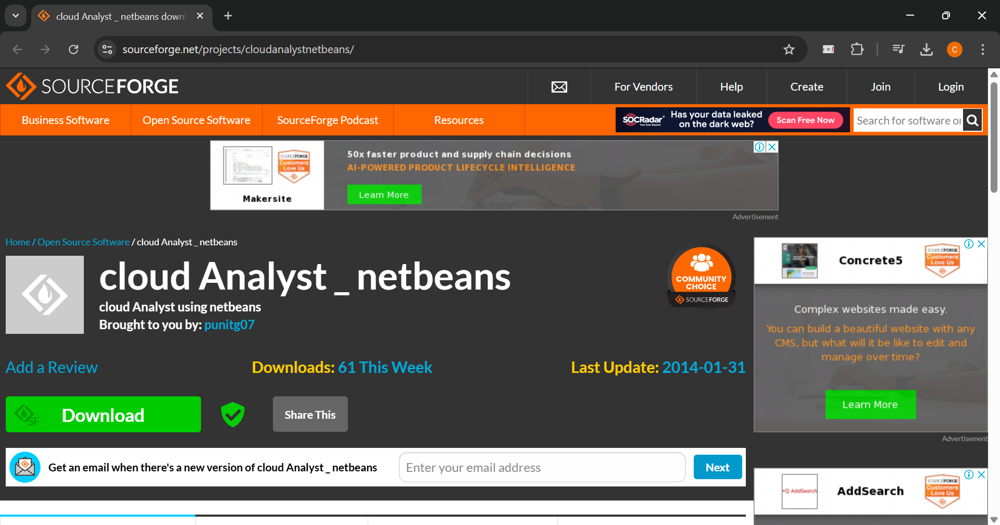 cloud Analyst _ netbeans down
sourceforge.net/projects/cloudanalystnetbeans/
C
SOURCEFORGE
For Vendors
Help
Create
Join
Login
Business Software
Open Source Software
SourceForge Podcast
Resources
SOCRadar
Your Eyes Beyond
Has your data leaked
on the dark web?
Scan Free Now
Search for software or
SOURCEFORGE
Customers
Love Us
Makersite
50x faster product and supply chain decisions
AI-POWERED PRODUCT LIFECYCLE INTELLIGENCE
Learn More
Advertisement
Home / Open Source Software / cloud Analyst _ netbeans
cloud Analyst _ netbeans
cloud Analyst using netbeans
Brought to you by: punitg07
COMMUNITY
CHOICE
SOURCEFORGE
Add a Review
Downloads: 61 This Week
Last Update: 2014-01-31
SF
Download
Share This
Get an email when there's a new version of cloud Analyst _ netbeans
Enter your email address
Next
Concrete5
SOURCEFORGE
Customers
Love Us
Complex websites made easy.
You can build a beautiful website with any
CMS, but what will it be like to edit and
manage over time?
Learn More
Advertisement
AddSearch
AddSearch
SOURCEFORGE
Customers
Love Us